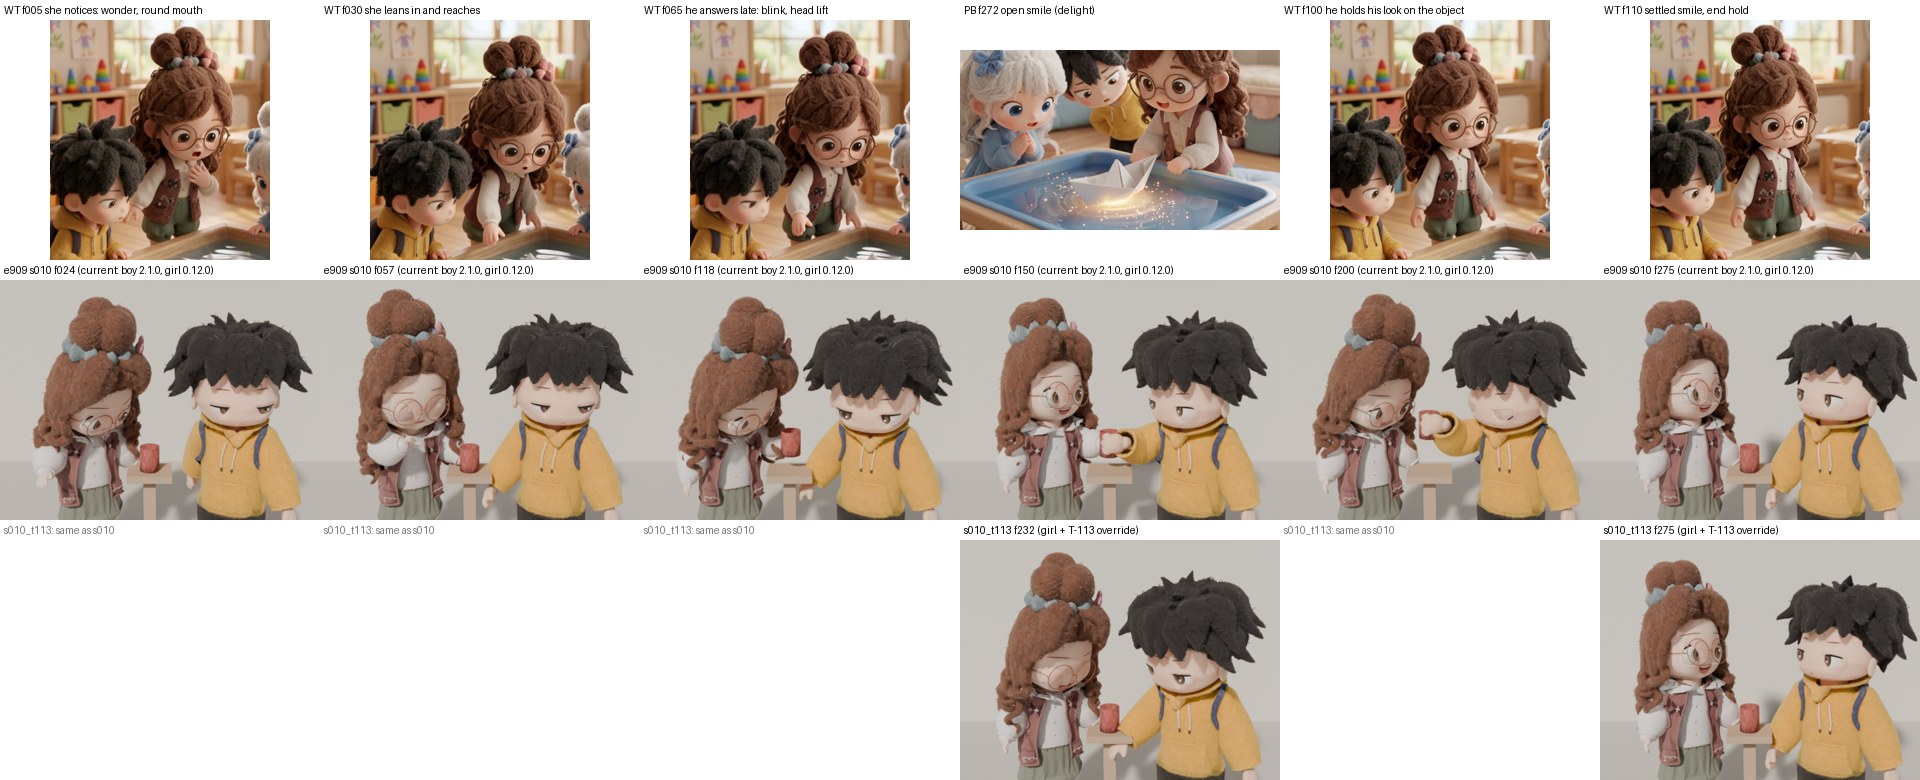 WT f005 she notices: wonder, round mouth
WT f030 she leans in and reaches
WT f065 he answers late: blink, head lift
PB f272 open smile (delight)
WT f100 he holds his look on the object
WT f110 settled smile, end hold
e909 s010 f024 (current: boy 2.1.0, girl 0.12.0)
e909 s010 f057 (current: boy 2.1.0, girl 0.12.0)
e909 s010 f118 (current: boy 2.1.0, girl 0.12.0)
e909 s010 f150 (current: boy 2.1.0, girl 0.12.0)
e909 s010 f200 (current: boy 2.1.0, girl 0.12.0)
e909 s010 f275 (current: boy 2.1.0, girl 0.12.0)
s010_t113: same as s010
s010_t113: same as s010
s010_t113: same as s010
s010_t113 f232 (girl + T-113 override)
s010_t113: same as s010
s010_t113 f275 (girl + T-113 override)